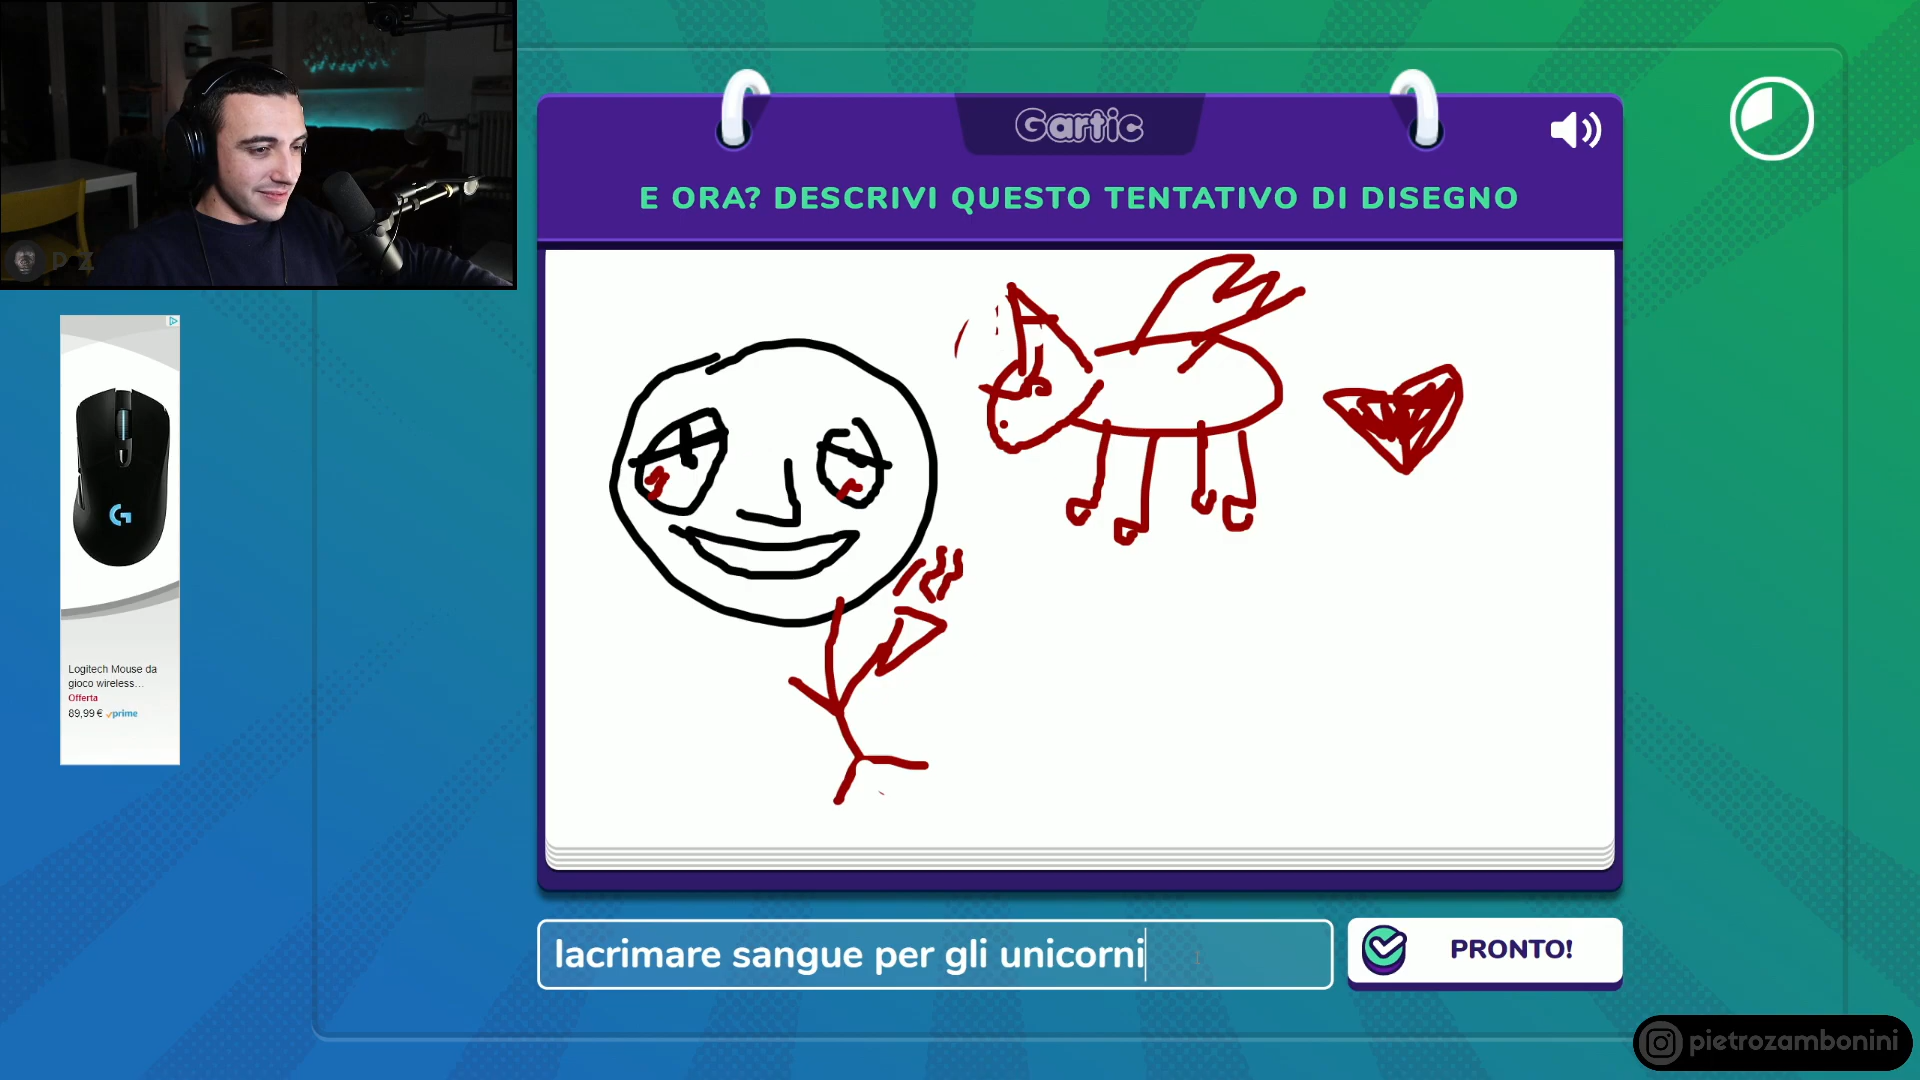 P Z
Gartic
E ORA? DESCRIVI QUESTO TENTATIVO DI DISEGNO
Logitech Mouse da
gioco wireless...
Offerta
89,99 € prime
lacrimare sangue per gli unicorni
PRONTO!
pietrozambonini